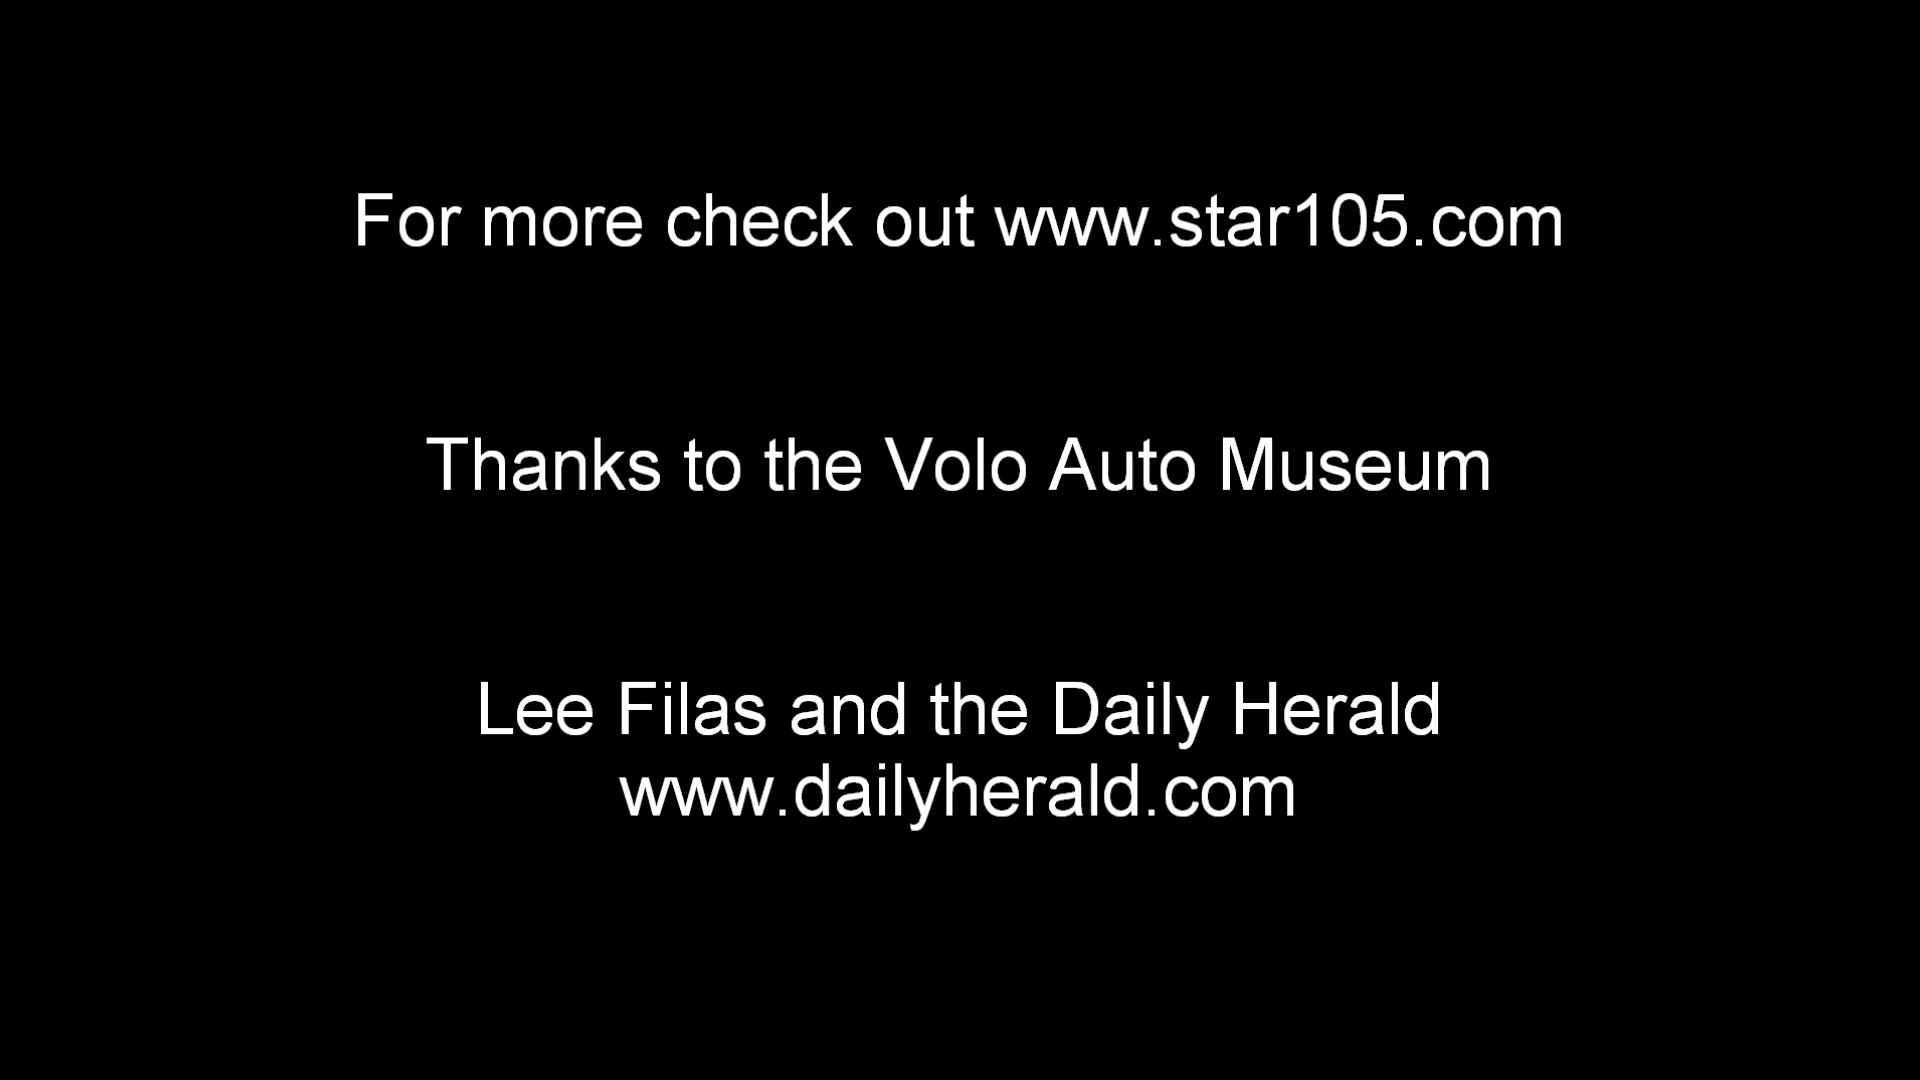 For more check out www.star105.com
Thanks to the Volo Auto Museum
Lee Filas and the Daily Herald
www.dailyherald.com